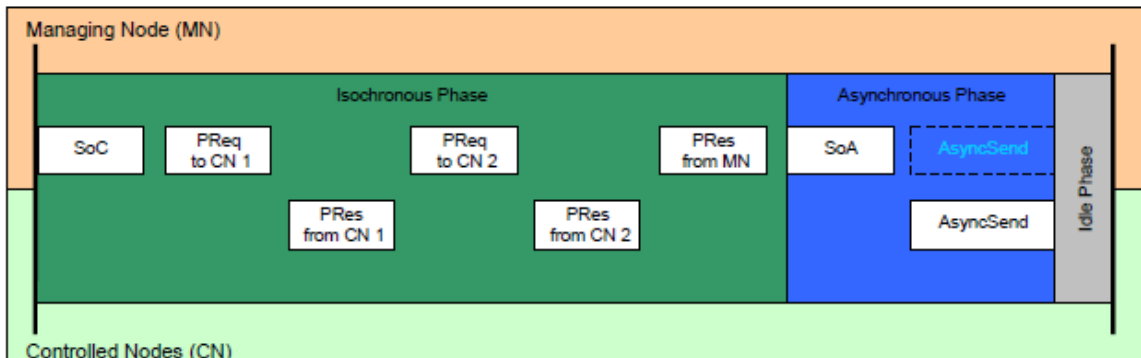 Managing Node (MN)
Isochronous Phase
Asynchronous Phase
SoC
PReq
to CN 1
PReq
to CN 2
PRes
from MN
SoA
AsyncSend
PRes
from CN 1
PRes
from CN 2
AsyncSend
Idle Phase
Controlled Nodes (CN)